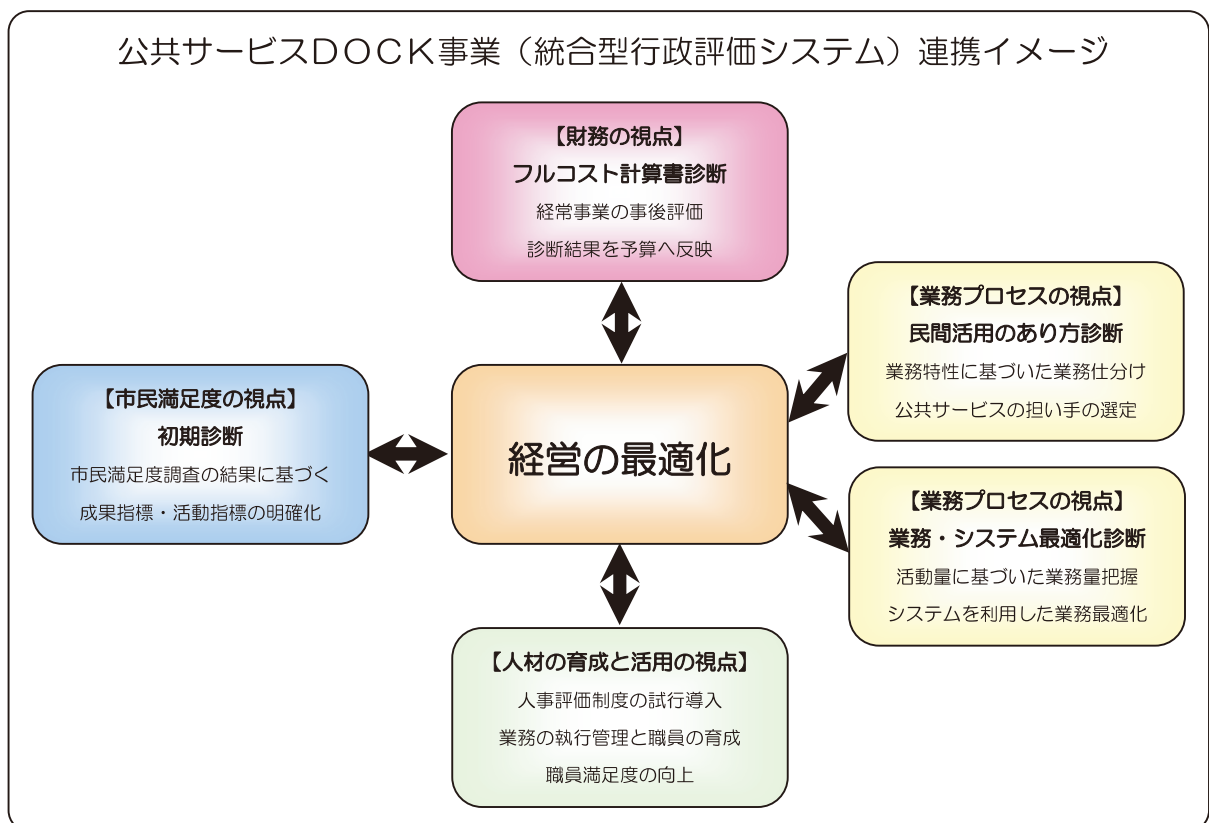 公共サービスDOCK事業（統合型行政評価システム）連携イメージ
【財務の視点】
フルコスト計算書診断
経常事業の事後評価
診断結果を予算へ反映
【業務プロセスの視点】
民間活用のあり方診断
業務特性に基づいた業務仕分け
公共サービスの担い手の選定
【市民満足度の視点】
初期診断
市民満足度調査の結果に基づく
成果指標・活動指標の明確化
経営の最適化
【業務プロセスの視点】
業務・システム最適化診断
活動量に基づいた業務量把握
システムを利用した業務最適化
【人材の育成と活用の視点】
人事評価制度の試行導入
業務の執行管理と職員の育成
職員満足度の向上